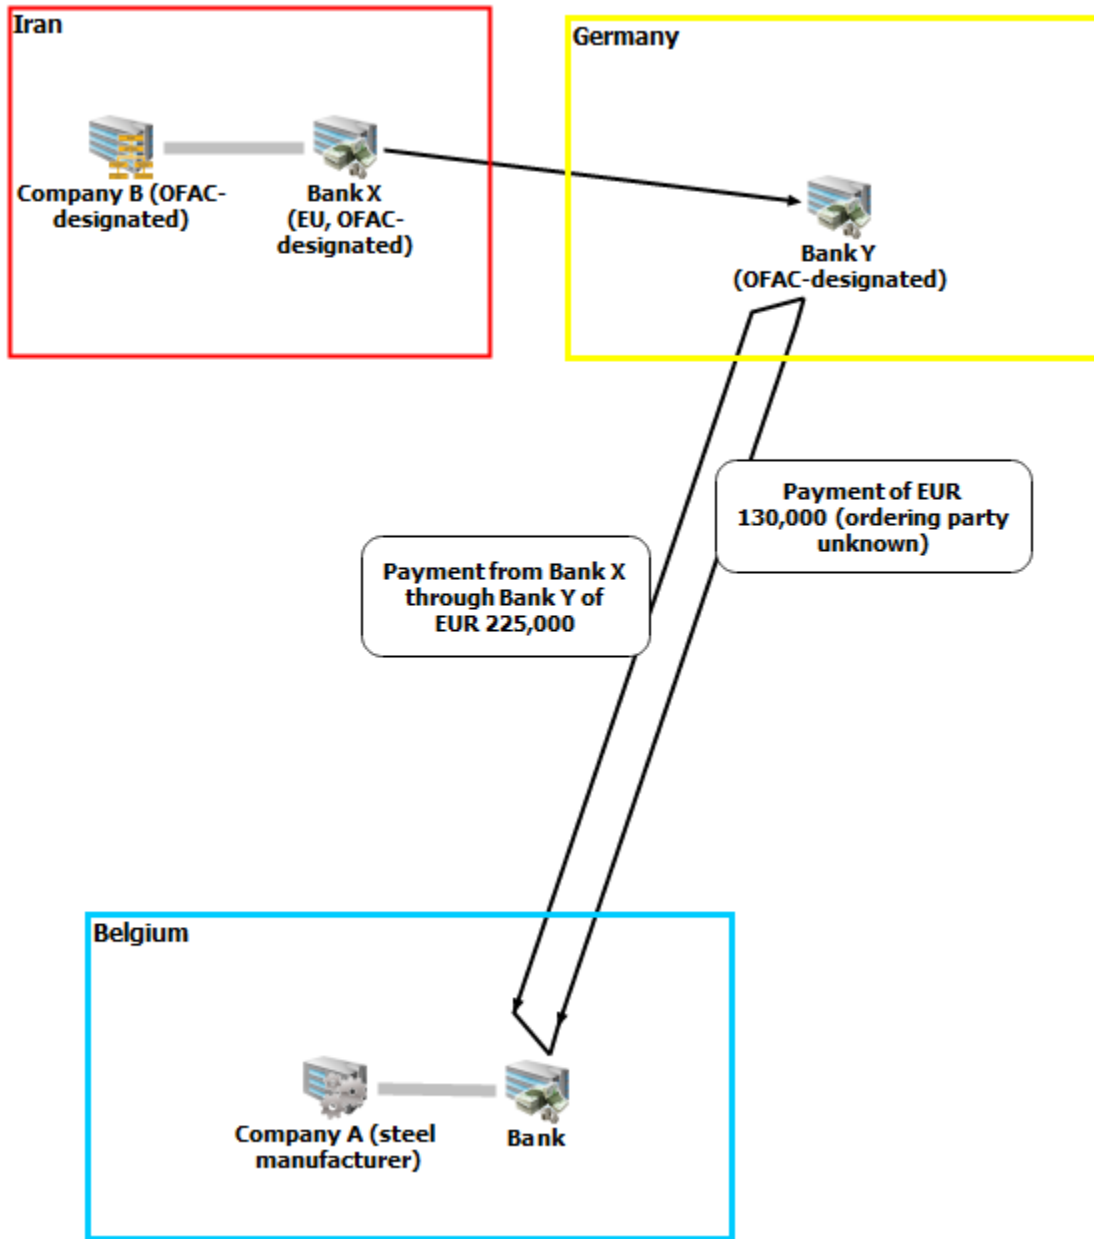 Iran
Germany
Company B (OFAC-
designated)
Bank X
(EU, OFAC-
designated)
Bank Y
(OFAC-designated)
Payment of EUR
130,000 (ordering party
unknown)
Payment from Bank X
through Bank Y of
EUR 225,000
Belgium
Company A (steel
manufacturer)
Bank